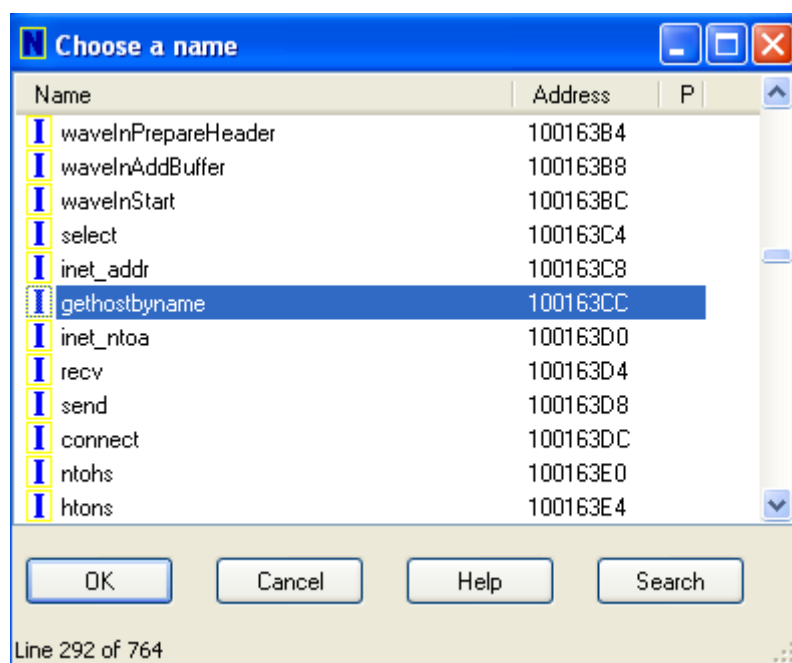 N Choose a name
Name Address P
I waveInPrepareHeader 100163B4
I waveInAddBuffer 100163B8
I waveInStart 100163BC
I select 100163C4
I inet_addr 100163C8
I gethostbyname 100163CC
I inet_ntoa 100163D0
I recv 100163D4
I send 100163D8
I connect 100163DC
I ntohs 100163E0
I htons 100163E4
OK Cancel Help Search
Line 292 of 764